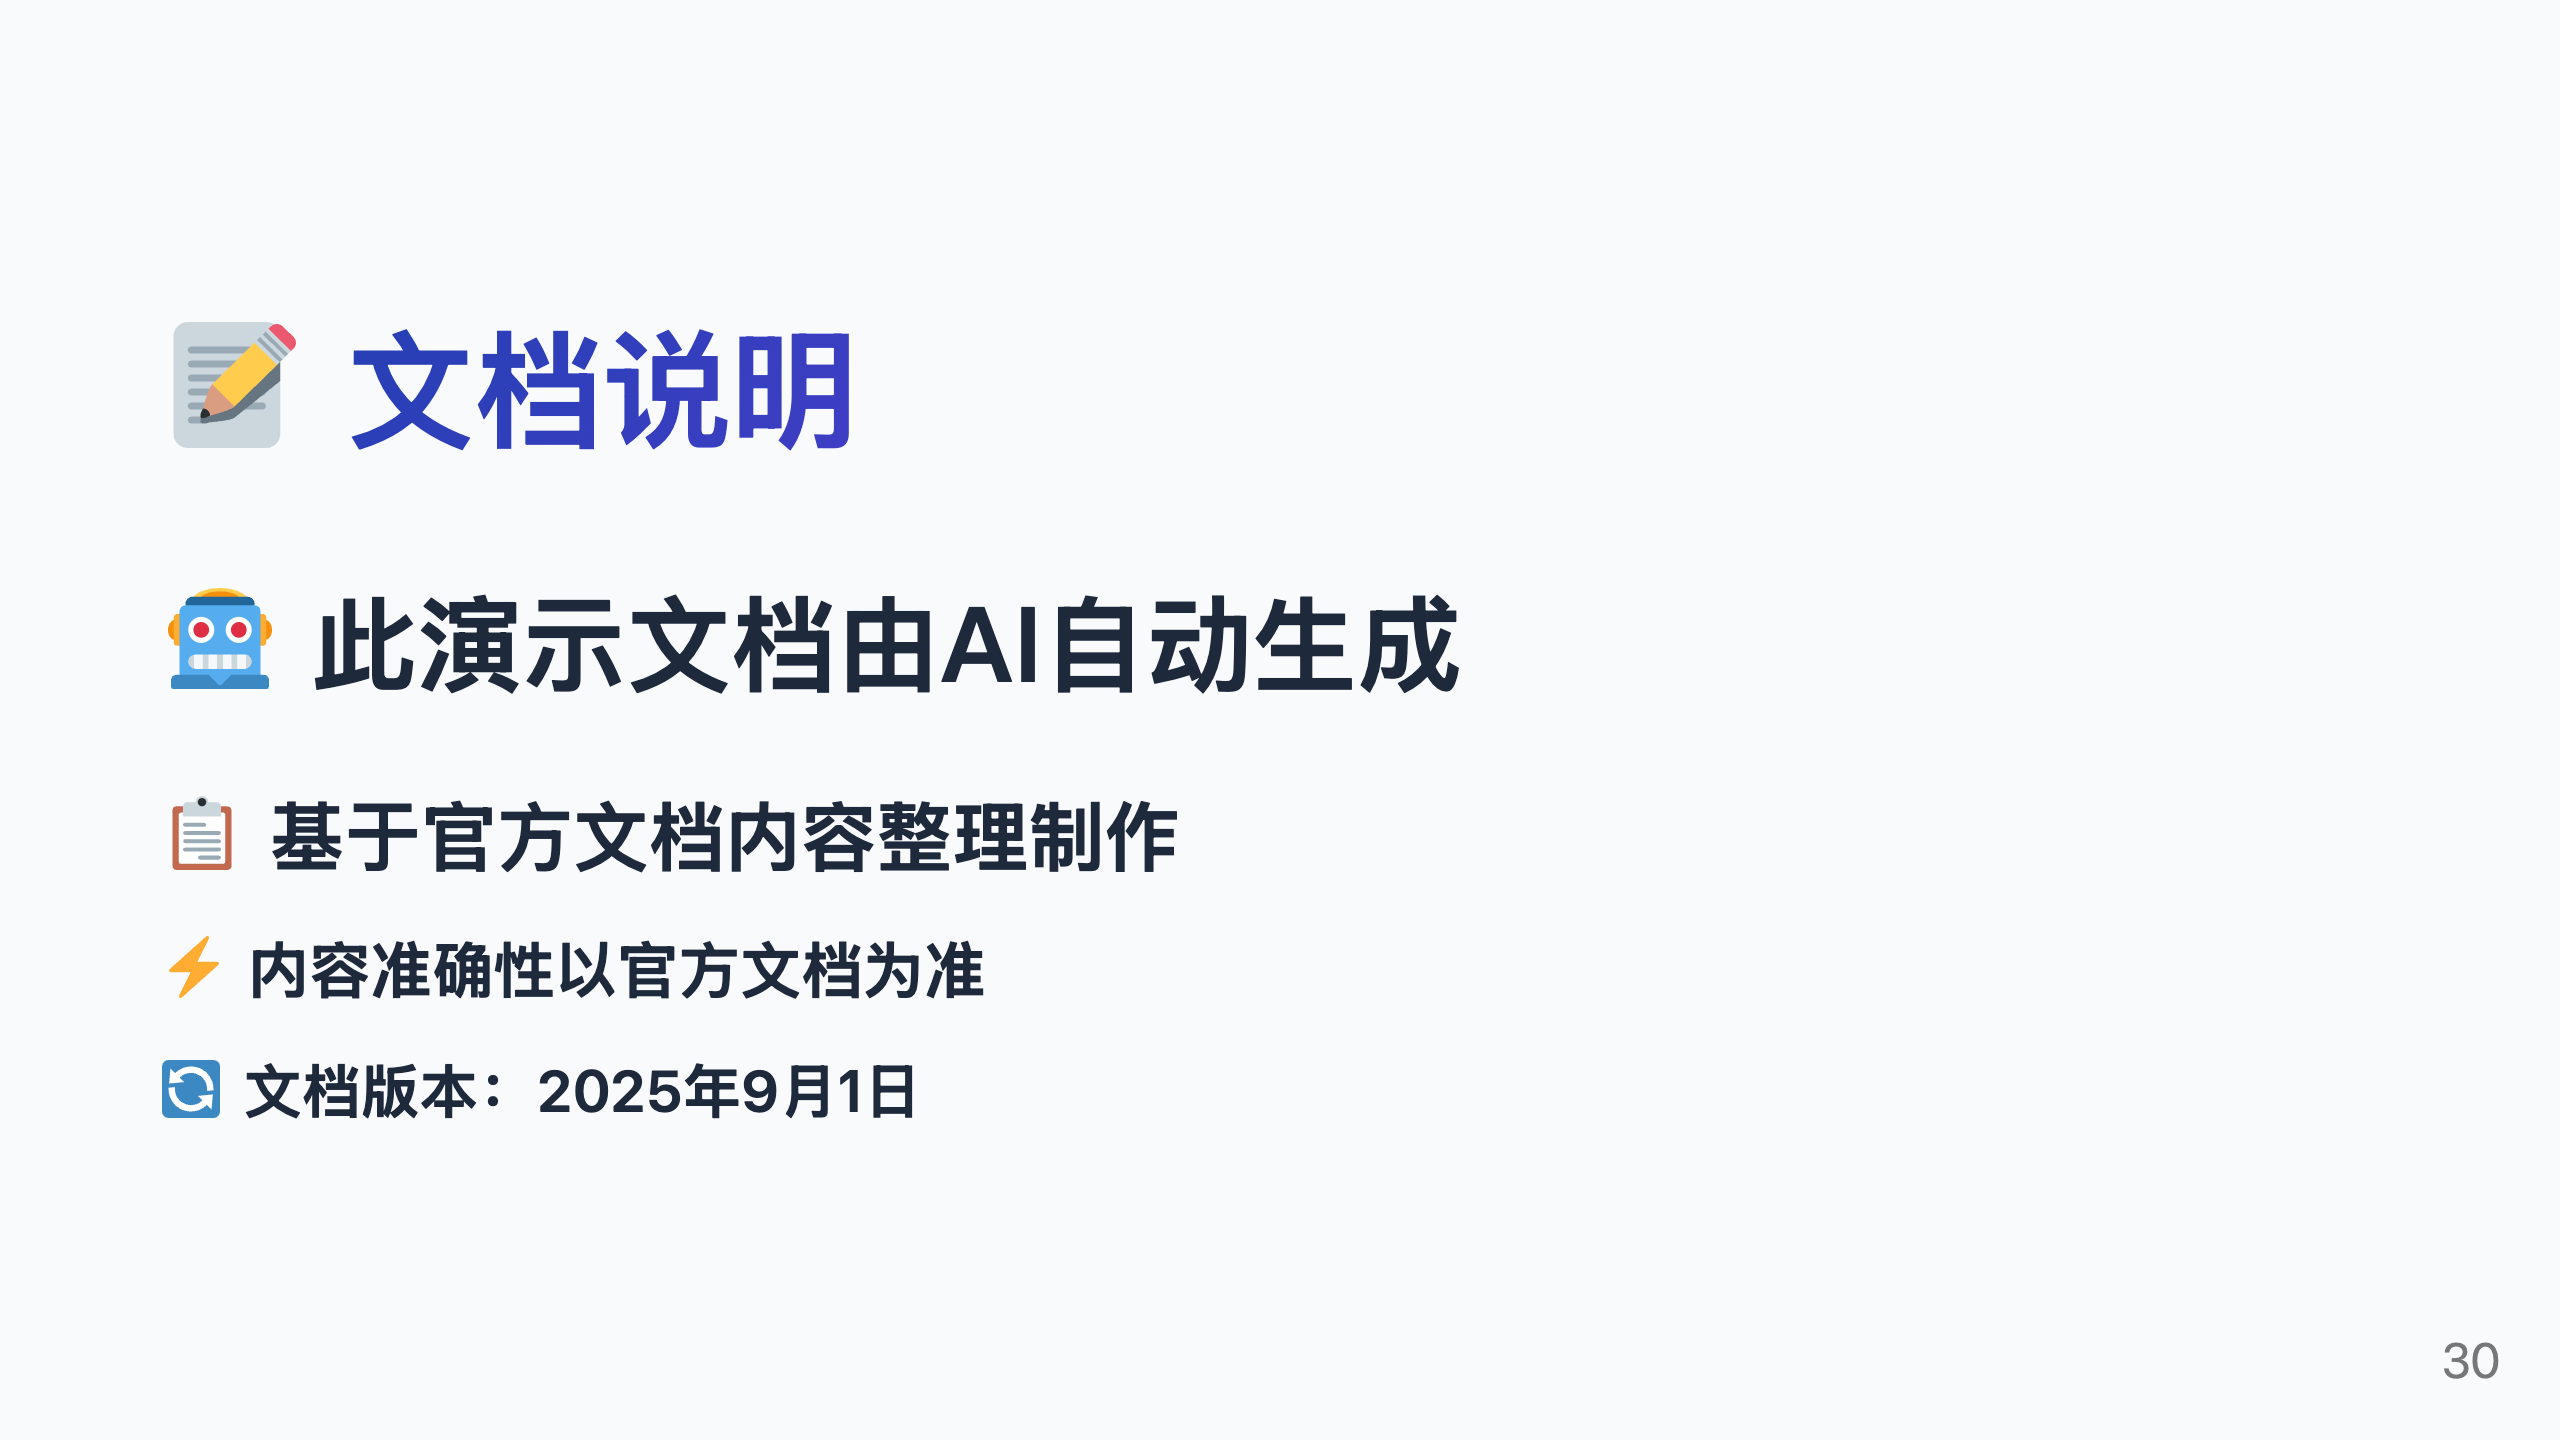 📝 文档说明
🤖 此演示文档由AI自动生成
📋 基于官方文档内容整理制作
⚡ 内容准确性以官方文档为准
🔄 文档版本：2025年9月1日
30